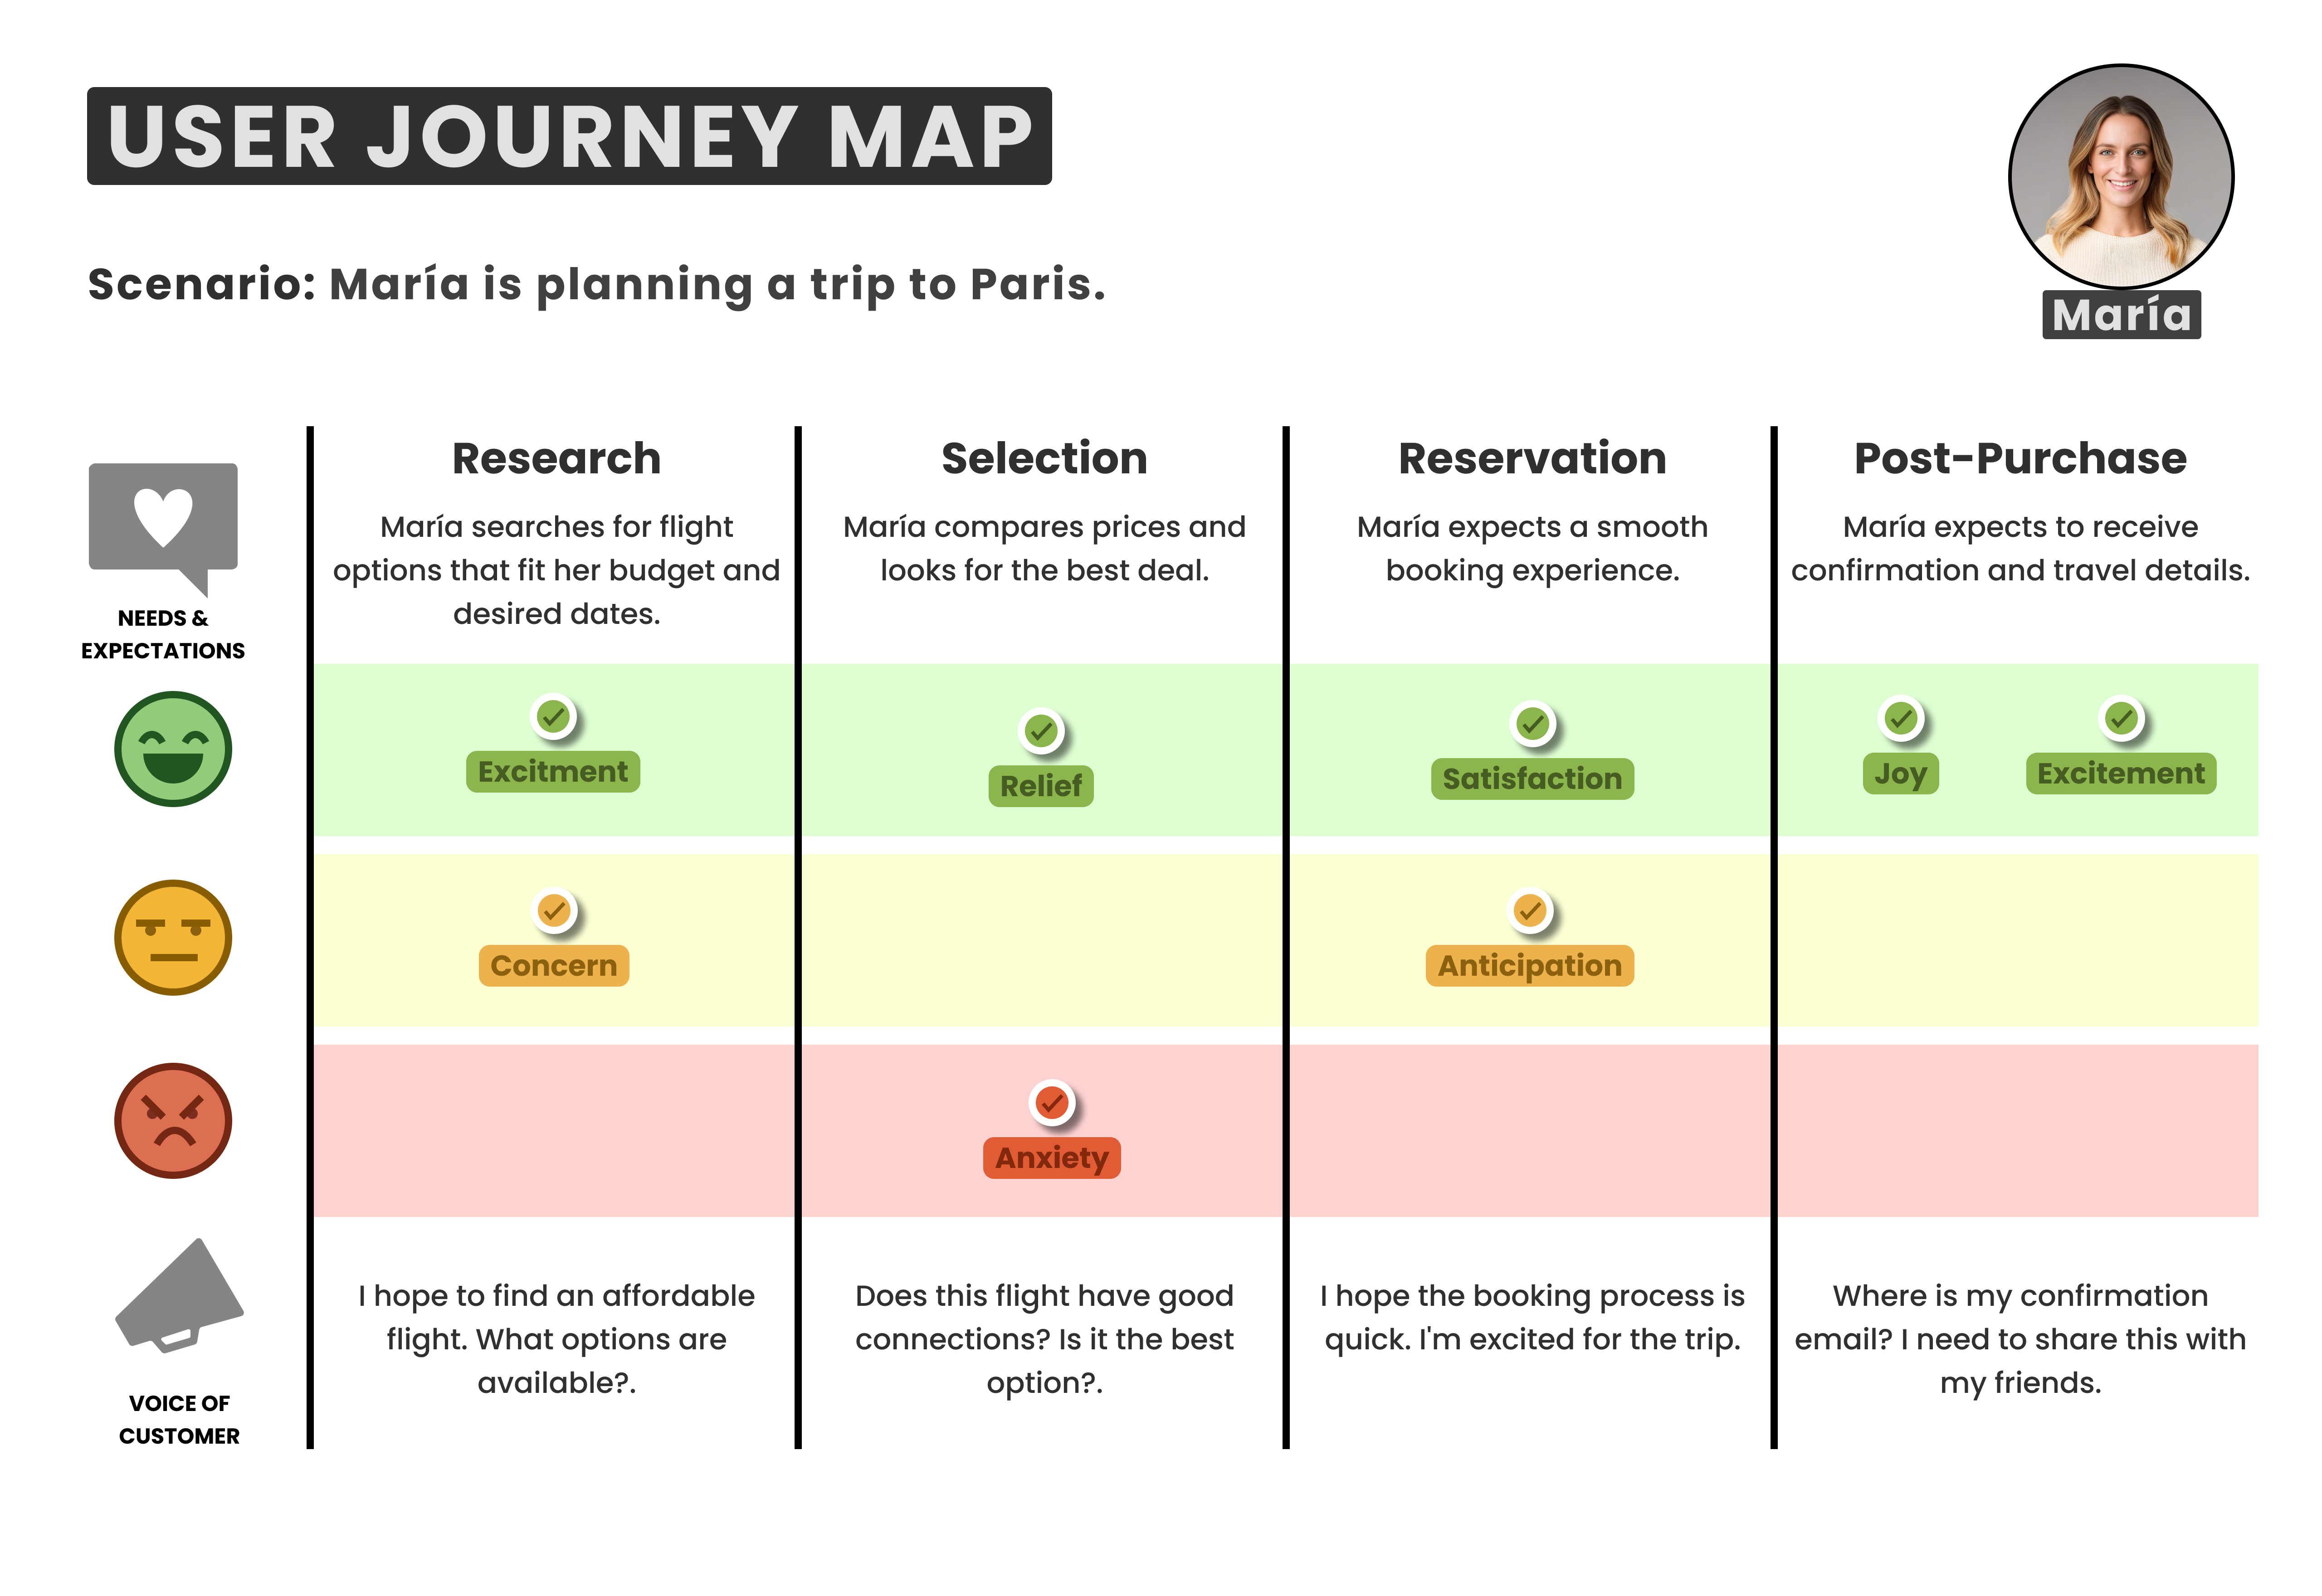 USER JOURNEY MAP
Scenario: María is planning a trip to Paris.
María
NEEDS &
EXPECTATIONS
Research
María searches for flight
options that fit her budget and
desired dates.
Selection
María compares prices and
looks for the best deal.
Reservation
María expects a smooth
booking experience.
Post-Purchase
María expects to receive
confirmation and travel details.
Excitment
Relief
Satisfaction
Joy
Excitement
Concern
Anticipation
Anxiety
VOICE OF
CUSTOMER
I hope to find an affordable
flight. What options are
available?.
Does this flight have good
connections? Is it the best
option?.
I hope the booking process is
quick. I'm excited for the trip.
Where is my confirmation
email? I need to share this with
my friends.